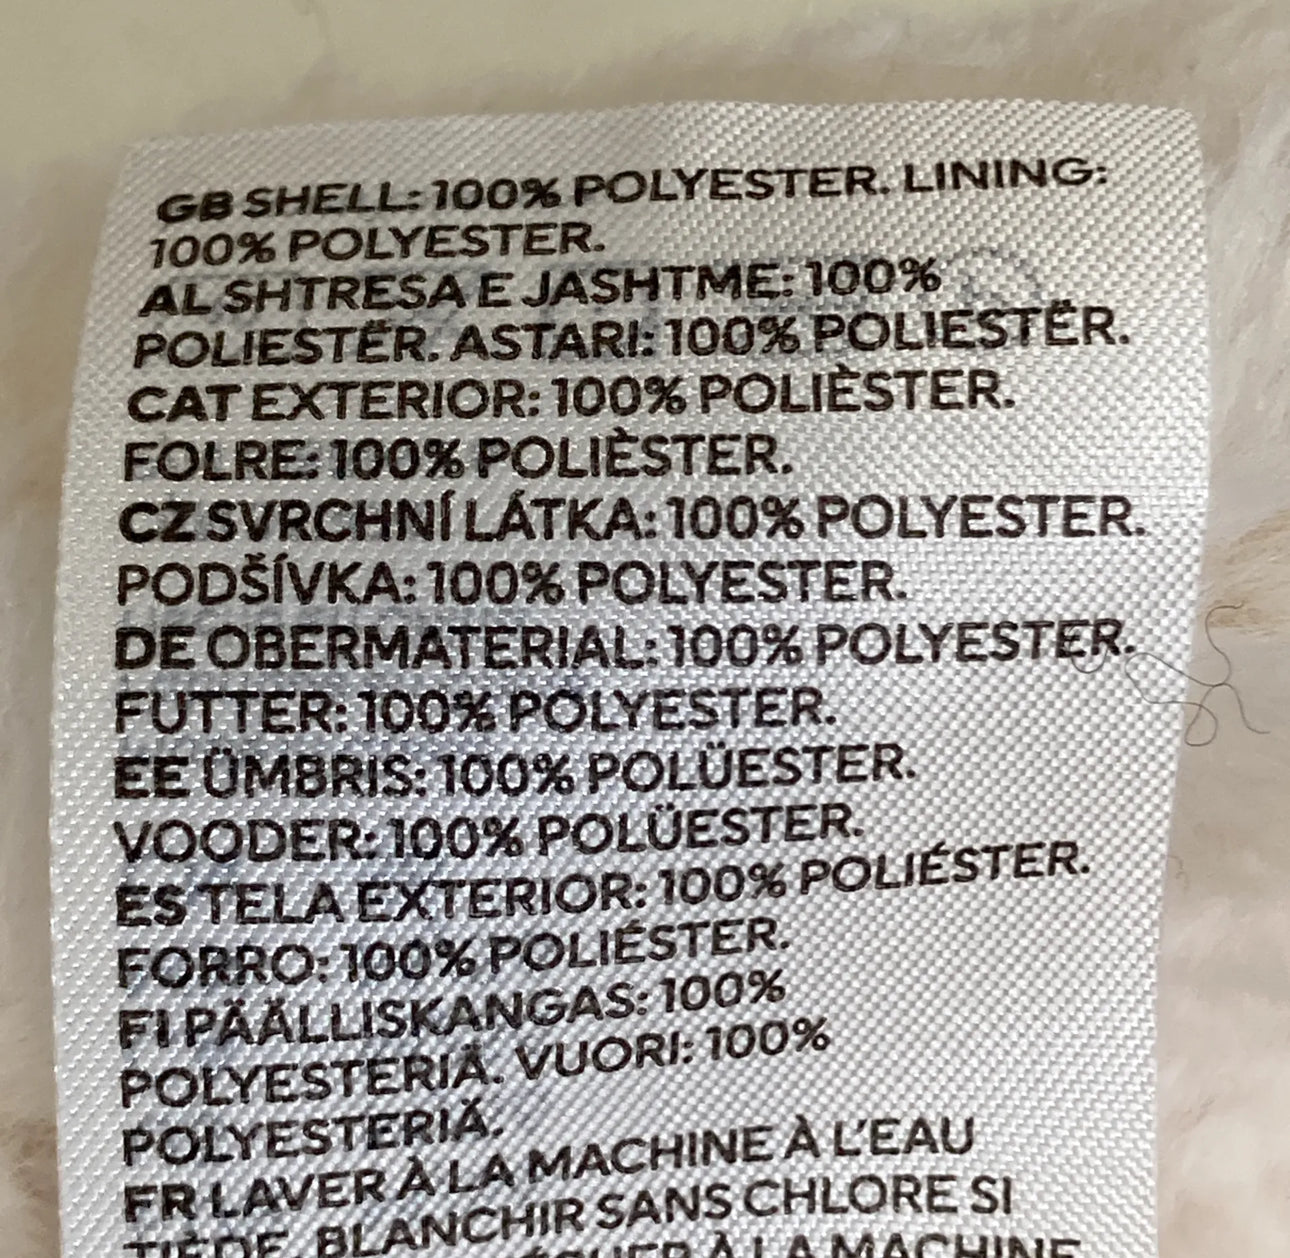 GB SHELL: 100% POLYESTER. LINING:
100% POLYESTER.
AL SHTRESA E JASHTME: 100%
POLIESTËR. ASTARI: 100% POLIESTËR.
CAT EXTERIOR: 100% POLIÈSTER.
FOLRE: 100% POLIÈSTER.
CZ SVRCHNÍ LÁTKA: 100% POLYESTER.
PODŠÍVKA: 100% POLYESTER.
DE OBERMATERIAL: 100% POLYESTER.
FUTTER: 100% POLYESTER.
EE ÜMBRIS: 100% POLÜESTER.
VOODER: 100% POLÜESTER.
ES TELA EXTERIOR: 100% POLIÉSTER.
FORRO: 100% POLIÉSTER.
FI PÄÄLLISKANGAS: 100%
POLYESTERIÄ. VUORI: 100%
POLYESTERIÄ.
FR LAVER À LA MACHINE À L'EAU
TIÈDE. BLANCHIR SANS CHLORE SI
À LA MACHINE